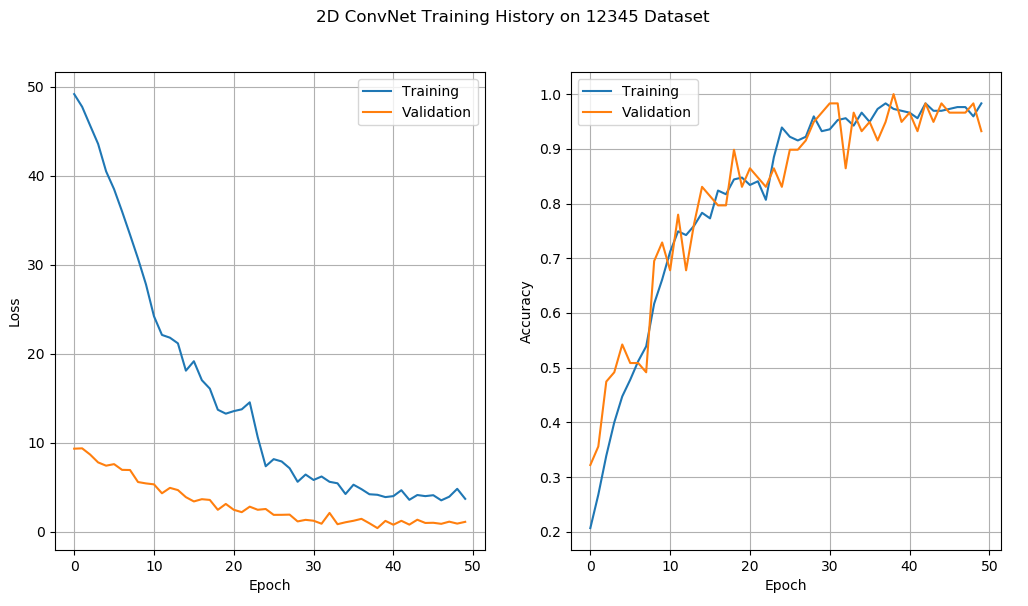 2D ConvNet Training History on 12345 Dataset
Training
Validation
50
40
30
20
10
0
Loss
0 10 20 30 40 50
Epoch
Training
Validation
1.0
0.9
0.8
0.7
0.6
0.5
0.4
0.3
0.2
Accuracy
0 10 20 30 40 50
Epoch